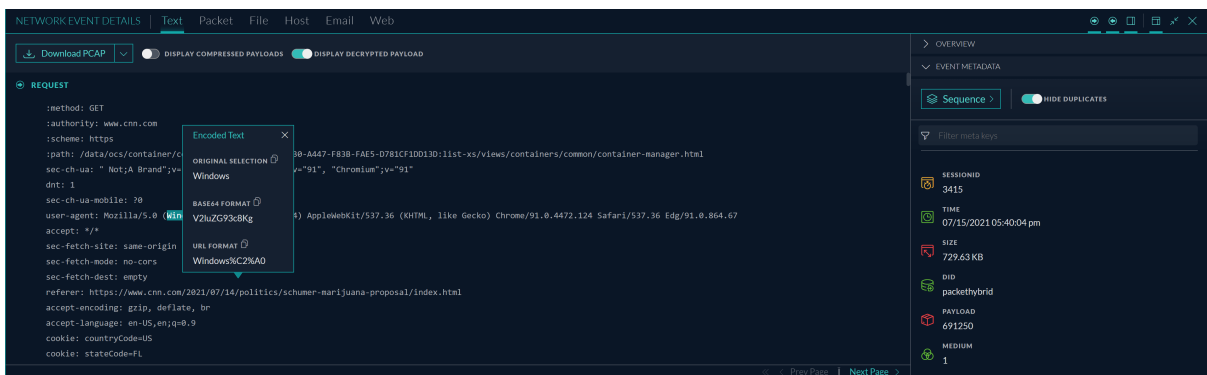 NETWORK EVENT DETAILS Text Packet File Host Email Web
Download PCAP DISPLAY COMPRESSED PAYLOADS DISPLAY DECRYPTED PAYLOAD
REQUEST
:method: GET
:authority: www.cnn.com
:scheme: https
:path: /data/ocs/container/c 30-A447-F830-FAE5-D781CF1DD13D:list-xs/views/containers/common/container-manager.html
sec-ch-ua: " Not;A Brand";v= v="91", "Chromium";v="91"
dnt: 1
sec-ch-ua-mobile: ?0
user-agent: Mozilla/5.0 (Win 4) AppleWebKit/537.36 (KHTML, like Gecko) Chrome/91.0.4472.124 Safari/537.36 Edg/91.0.864.67
accept: */*
sec-fetch-site: same-origin
sec-fetch-mode: no-cors
sec-fetch-dest: empty
referer: https://www.cnn.com/2021/07/14/politics/schumer-marijuana-proposal/index.html
accept-encoding: gzip, deflate, br
accept-language: en-US,en;q=0.9
cookie: countryCode=US
cookie: stateCode=FL
Encoded Text
ORIGINAL SELECTION
Windows
BASE64 FORMAT
V2luZG93c8Kg
URL FORMAT
Windows%C2%A0
<< < Prev Page | Next Page >
> OVERVIEW
EVENT METADATA
Sequence > HIDE DUPLICATES
Filter meta keys
SESSIONID
3415
TIME
07/15/2021 05:40:04 pm
SIZE
729.63 KB
DID
packethybrid
PAYLOAD
691250
MEDIUM
1